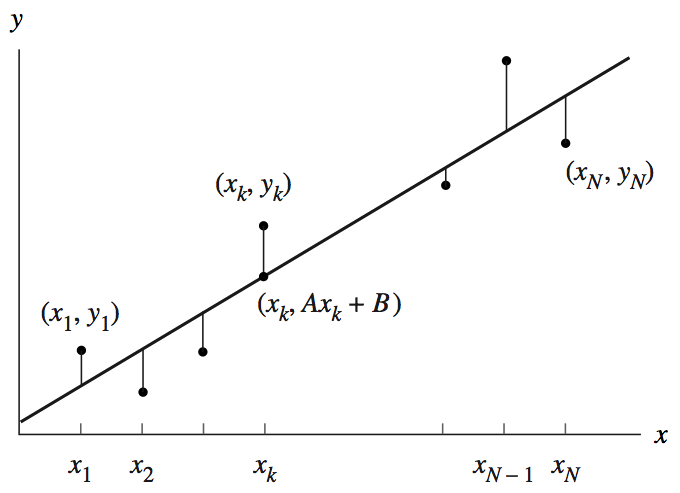 y
(x_k, y_k)
(x_N, y_N)
(x_1, y_1)
(x_k, Ax_k + B)
x
x_1 x_2 x_k x_{N-1} x_N